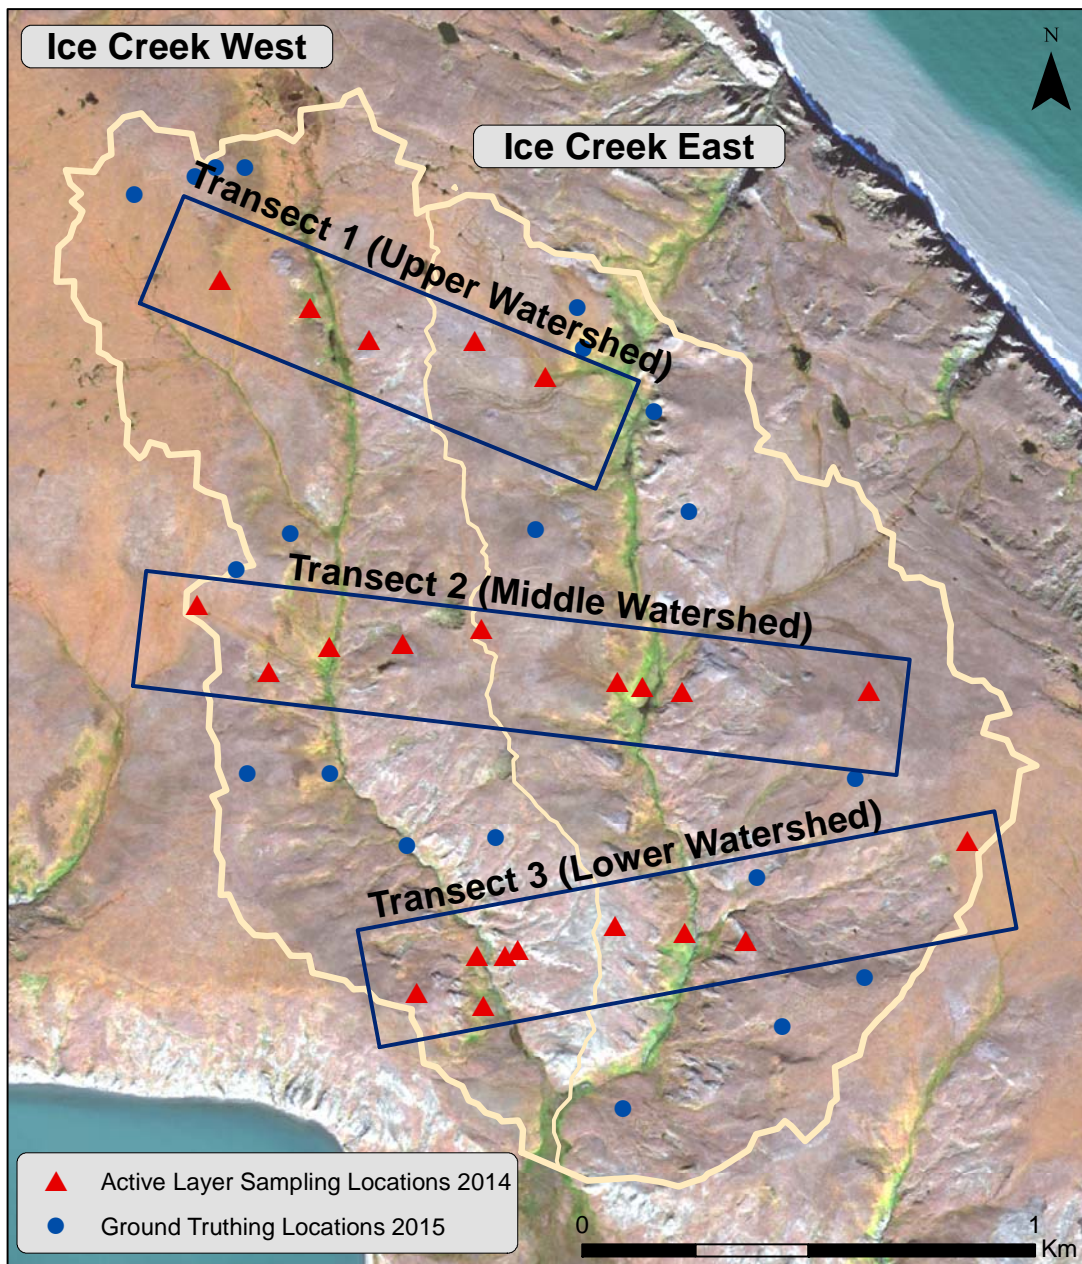 Ice Creek West
N
Ice Creek East
Transect 1 (Upper Watershed)
Transect 2 (Middle Watershed)
Transect 3 (Lower Watershed)
Active Layer Sampling Locations 2014
Ground Truthing Locations 2015
0 1
Km